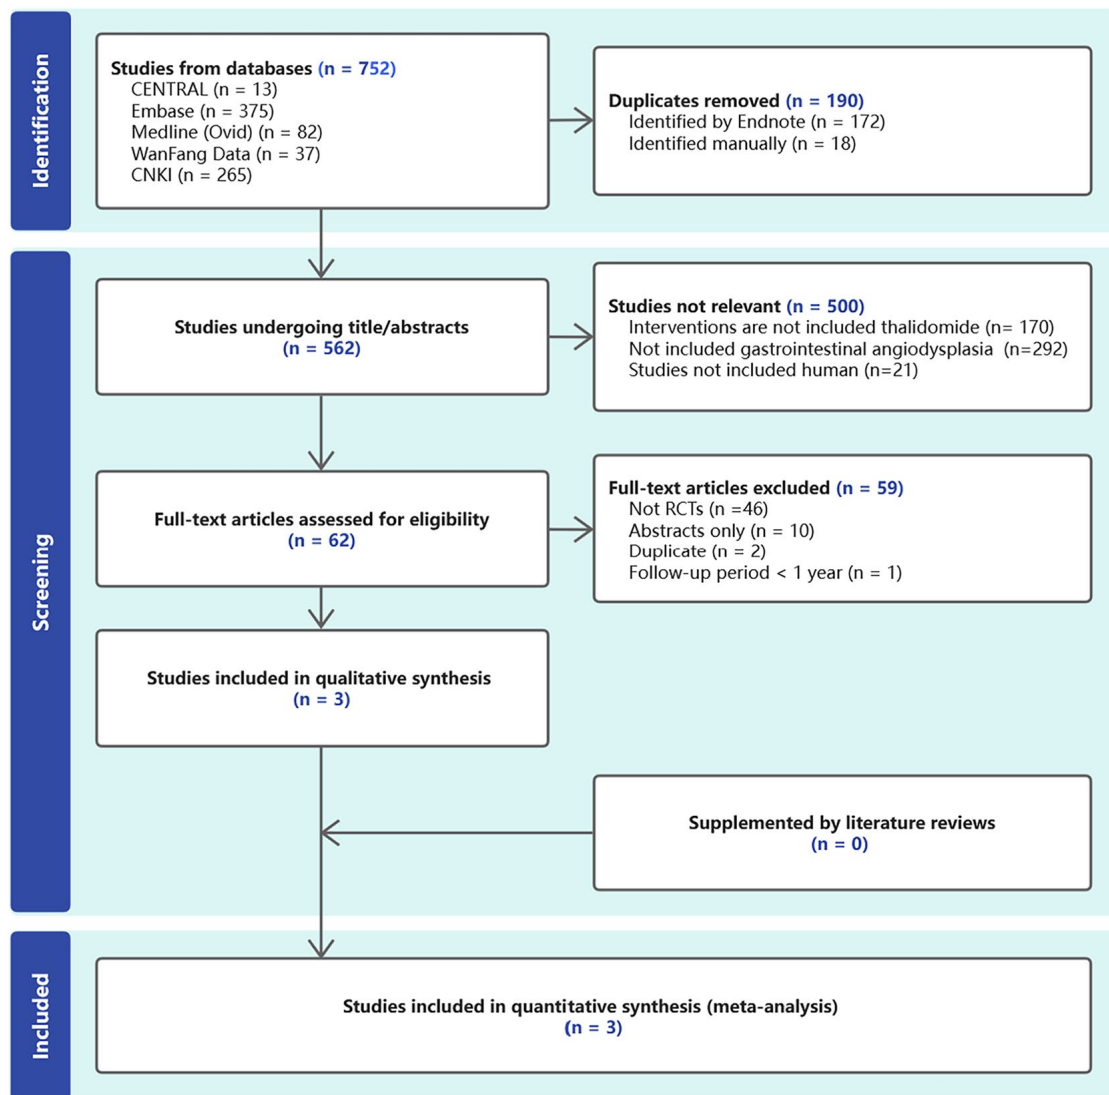 Identification
Studies from databases (n = 752)
CENTRAL (n = 13)
Embase (n = 375)
Medline (Ovid) (n = 82)
WanFang Data (n = 37)
CNKI (n = 265)
Duplicates removed (n = 190)
Identified by Endnote (n = 172)
Identified manually (n = 18)
Screening
Studies undergoing title/abstracts
(n = 562)
Studies not relevant (n = 500)
Interventions are not included thalidomide (n= 170)
Not included gastrointestinal angiodysplasia (n=292)
Studies not included human (n=21)
Full-text articles assessed for eligibility
(n = 62)
Full-text articles excluded (n = 59)
Not RCTs (n =46)
Abstracts only (n = 10)
Duplicate (n = 2)
Follow-up period < 1 year (n = 1)
Studies included in qualitative synthesis
(n = 3)
Supplemented by literature reviews
(n = 0)
Included
Studies included in quantitative synthesis (meta-analysis)
(n = 3)